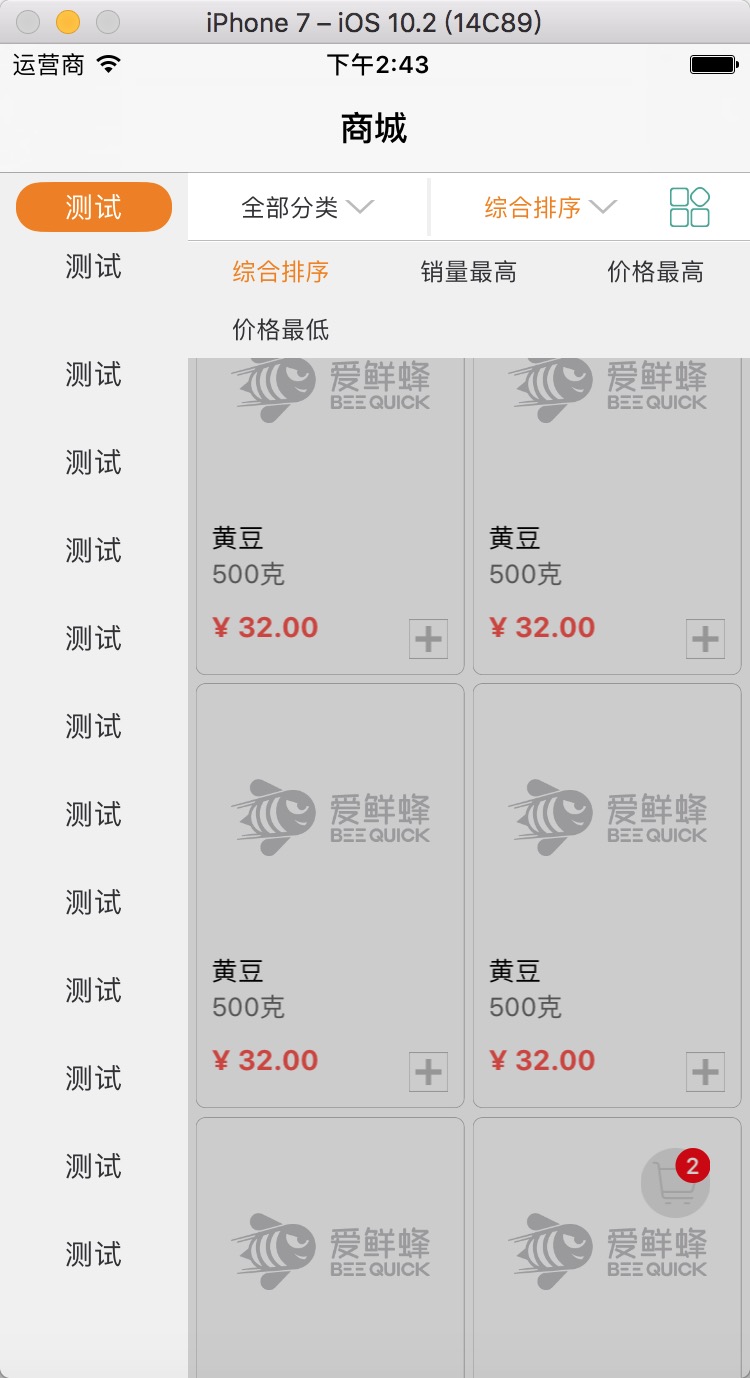 iPhone 7 – iOS 10.2 (14C89)
运营商 下午2:43
商城
测试
测试
测试
测试
测试
测试
测试
测试
测试
测试
测试
测试
测试
全部分类 综合排序
综合排序 销量最高 价格最高
价格最低
爱鲜蜂 爱鲜蜂
BEE QUICK BEE QUICK
黄豆 黄豆
500克 500克
¥ 32.00 ¥ 32.00
爱鲜蜂 爱鲜蜂
BEE QUICK BEE QUICK
黄豆 黄豆
500克 500克
¥ 32.00 ¥ 32.00
2
爱鲜蜂 爱鲜蜂
BEE QUICK BEE QUICK